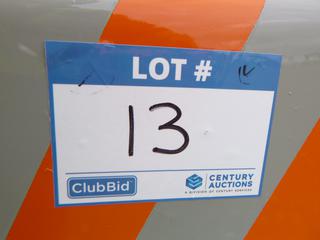 LOT #
13
ClubBid
CENTURY
AUCTIONS
A DIVISION OF CENTURY SERVICES